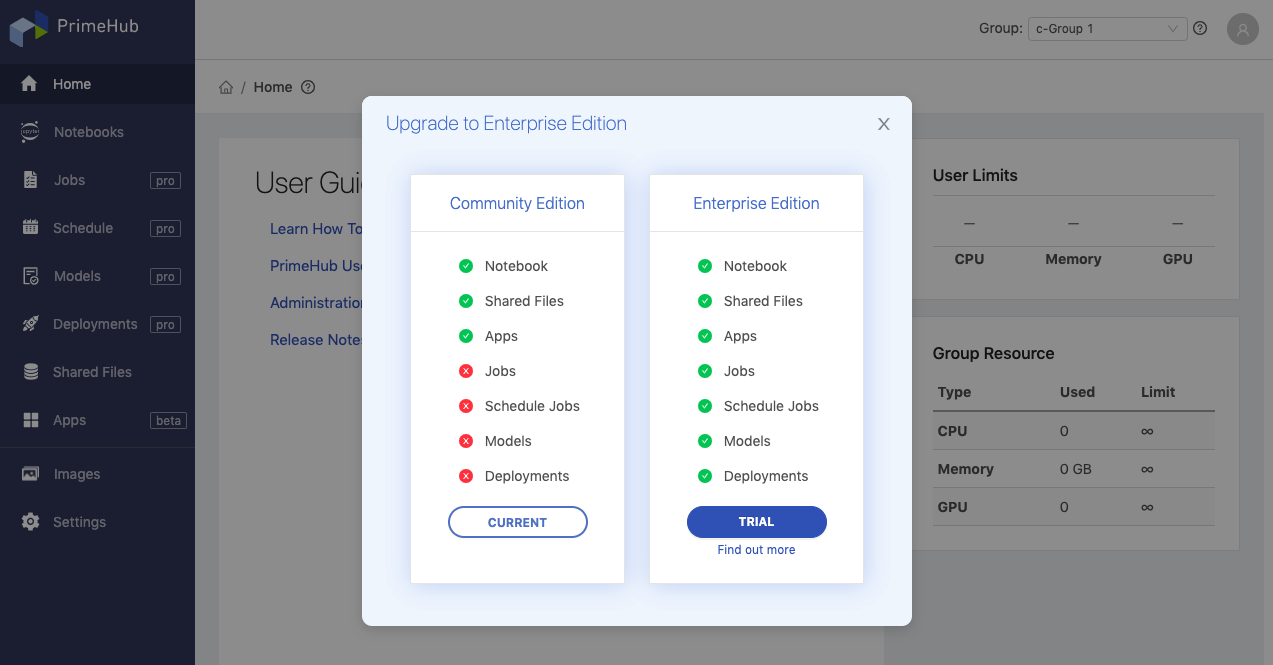 PrimeHub
Group: c-Group 1
Home
Notebooks
Jobs pro
Schedule pro
Models pro
Deployments pro
Shared Files
Apps beta
Images
Settings
/ Home
User Gui
Learn How To
PrimeHub Use
Administration
Release Notes
Upgrade to Enterprise Edition
X
Community Edition
Notebook
Shared Files
Apps
Jobs
Schedule Jobs
Models
Deployments
CURRENT
Enterprise Edition
Notebook
Shared Files
Apps
Jobs
Schedule Jobs
Models
Deployments
TRIAL
Find out more
User Limits
— — —
CPU Memory GPU
Group Resource
Type Used Limit
CPU 0 ∞
Memory 0 GB ∞
GPU 0 ∞